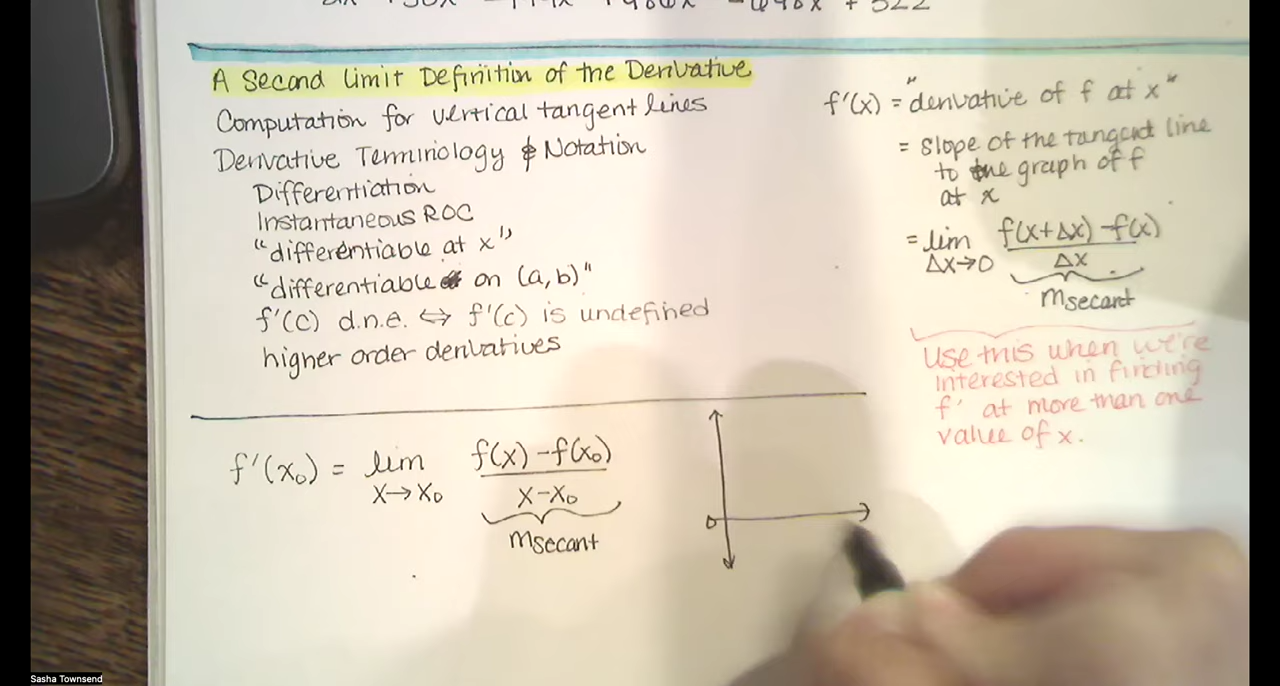 A Second Limit Definition of the Derivative
Computation for vertical tangent lines
Derivative Terminology & Notation
Differentiation
Instantaneous ROC
"differentiable at x"
"differentiable on (a,b)"
f'(c) d.n.e. ⇔ f'(c) is undefined
higher order derivatives
f'(x) = "derivative of f at x"
= slope of the tangent line
to the graph of f
at x
= lim f(x+Δx)-f(x)
Δx→0 Δx
msecant
Use this when we're
interested in finding
f' at more than one
value of x.
f'(x₀) = lim f(x)-f(x₀)
x→x₀ x-x₀
msecant
0
Sasha Townsend